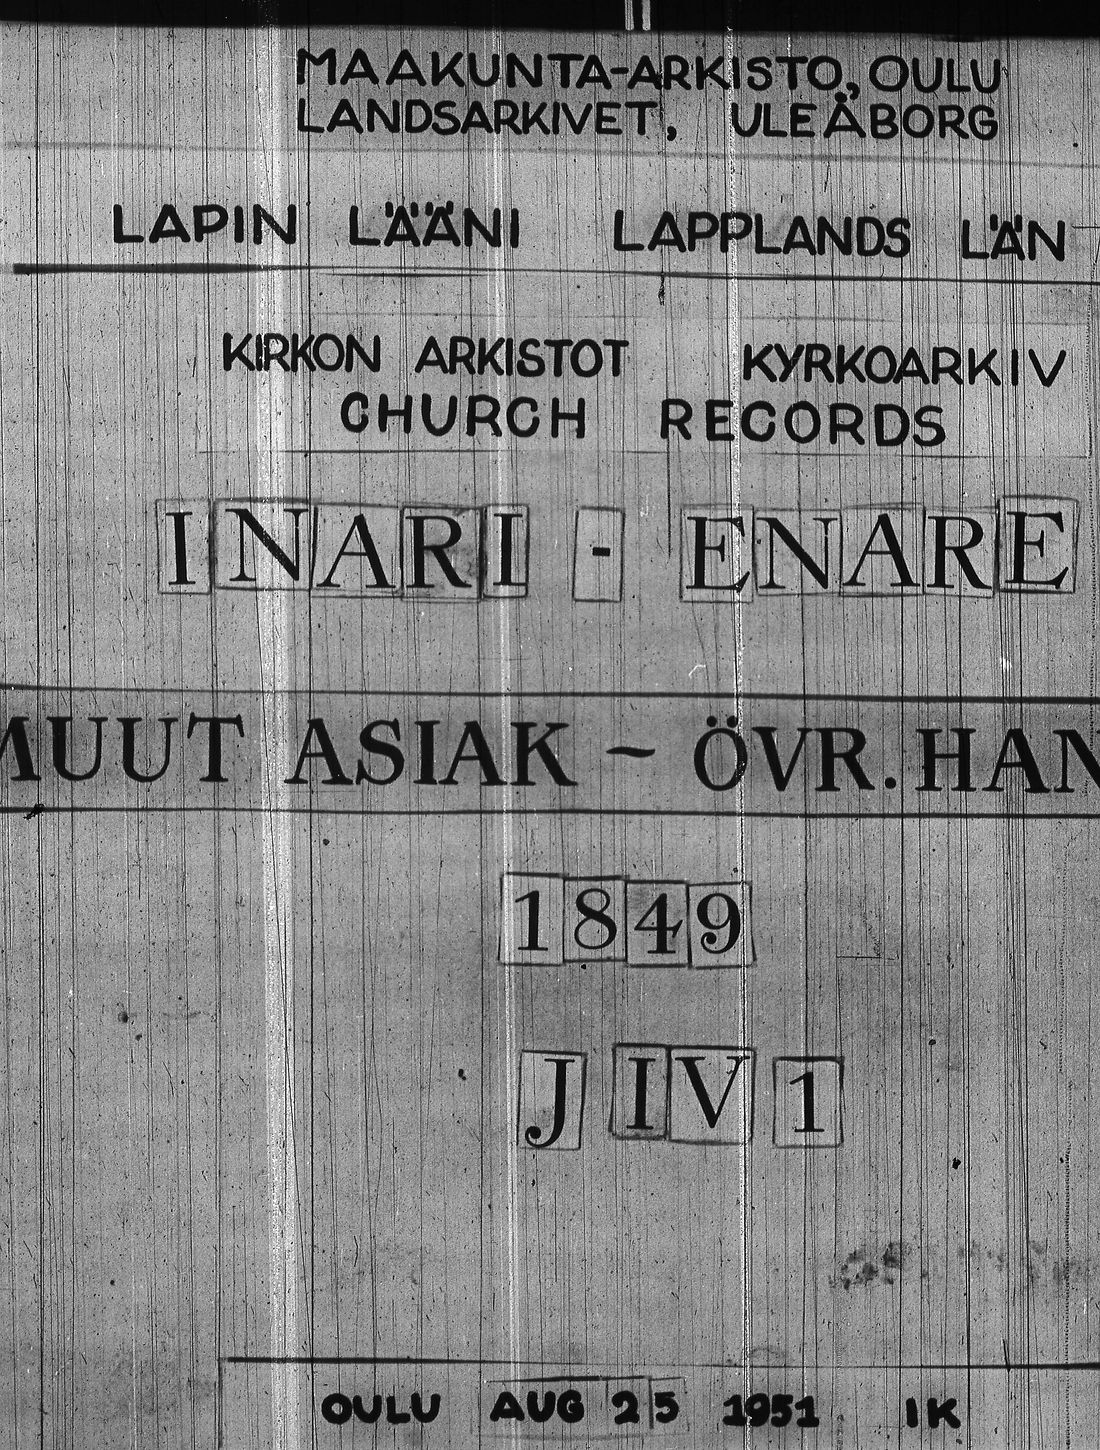 MAAKUNTA-ARKISTO, OULU
LANDSARKIVET, ULEÅBORG
LAPIN LÄÄNI LAPPLANDS LÄN
KIRKON ARKISTOT KYRKOARKIV
CHURCH RECORDS
INARI - ENARE
MUUT ASIAK ~ ÖVR. HAN
1849
J IV 1
OULU AUG 25 1951 IK